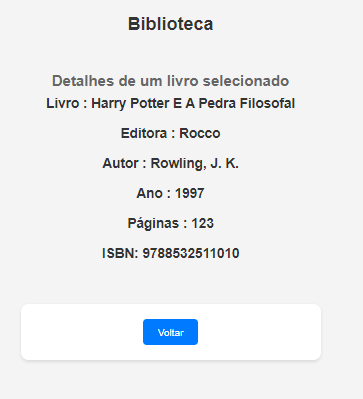 Biblioteca
Detalhes de um livro selecionado
Livro : Harry Potter E A Pedra Filosofal
Editora : Rocco
Autor : Rowling, J. K.
Ano : 1997
Páginas : 123
ISBN: 9788532511010
Voltar